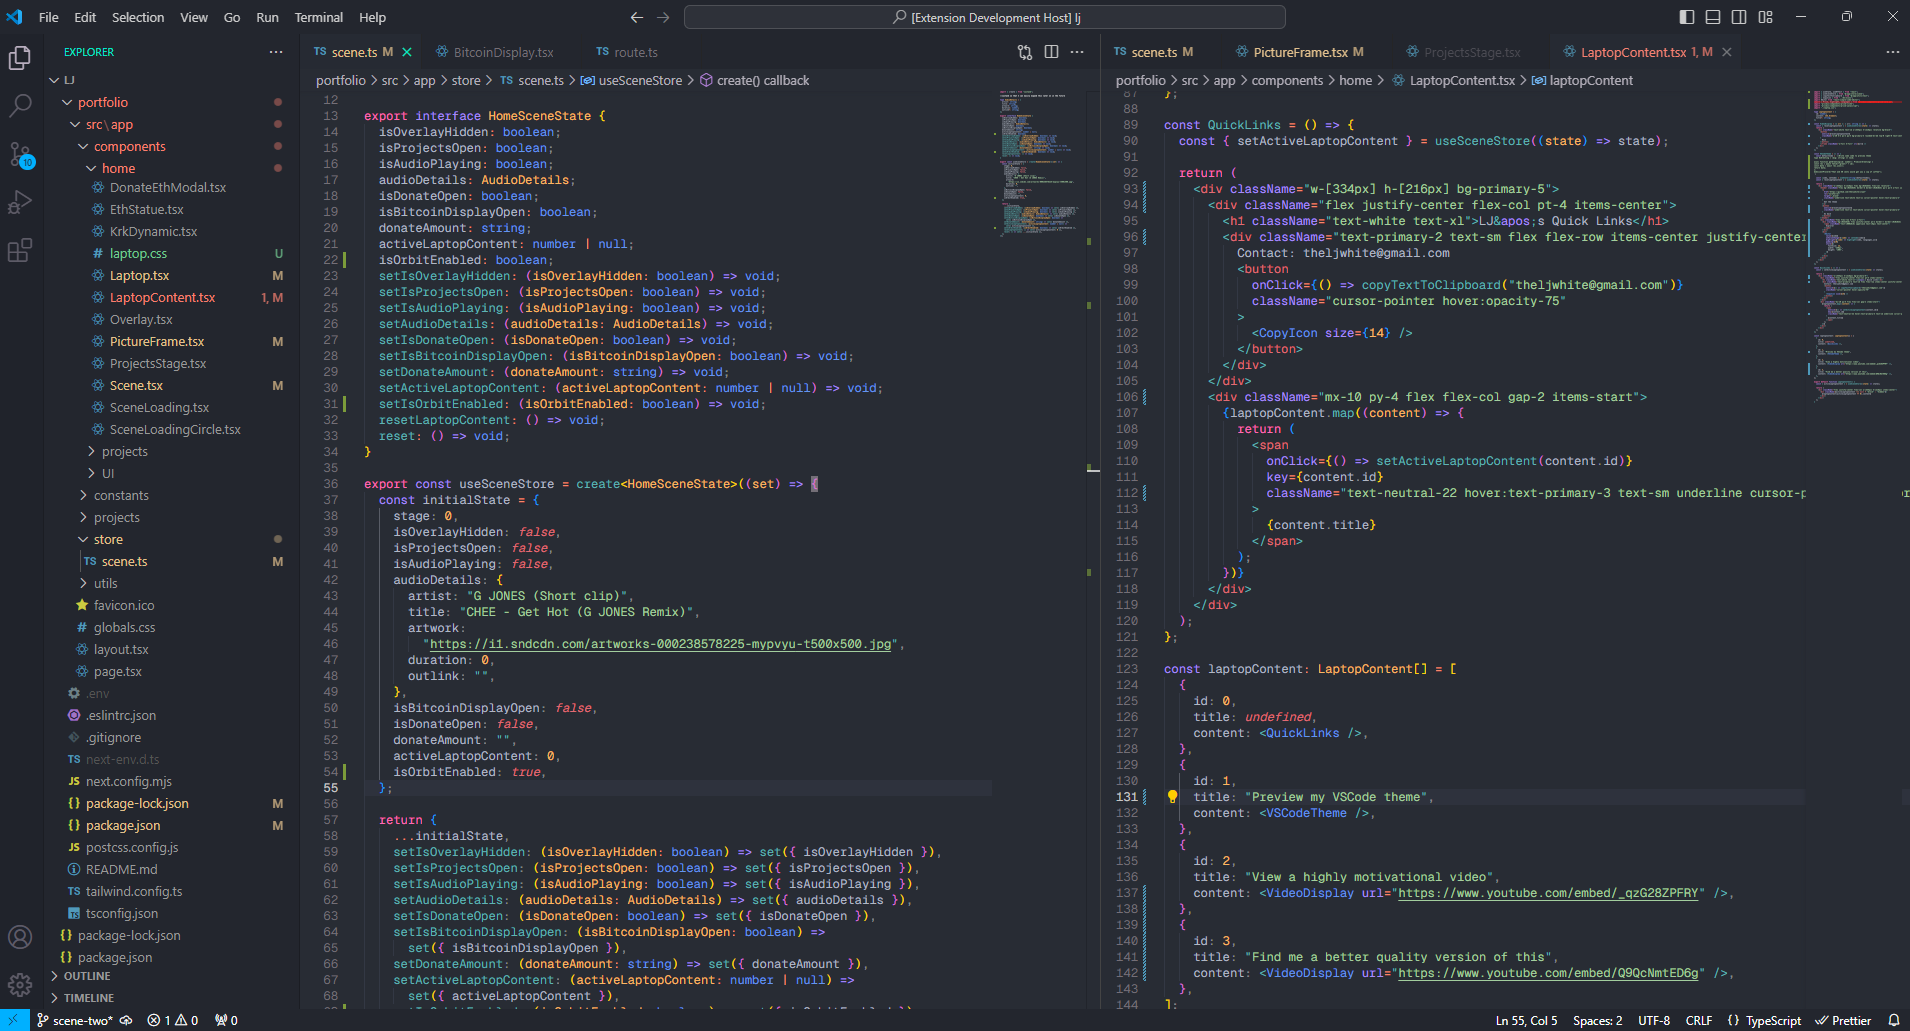 File Edit Selection View Go Run Terminal Help
[Extension Development Host] lj
EXPLORER
LJ
portfolio
src\app
components
home
DonateEthModal.tsx
EthStatue.tsx
KrkDynamic.tsx
# laptop.css U
Laptop.tsx M
LaptopContent.tsx 1, M
Overlay.tsx
PictureFrame.tsx M
ProjectsStage.tsx
Scene.tsx M
SceneLoading.tsx
SceneLoadingCircle.tsx
projects
UI
constants
projects
store
TS scene.ts M
utils
favicon.ico
# globals.css
layout.tsx
page.tsx
.env
.eslintrc.json
.gitignore
TS next-env.d.ts
JS next.config.mjs
{} package-lock.json M
{} package.json M
JS postcss.config.js
README.md
TS tailwind.config.ts
tsconfig.json
{} package-lock.json
{} package.json
OUTLINE
TIMELINE
10
TS scene.ts M BitcoinDisplay.tsx TS route.ts
portfolio > src > app > store > TS scene.ts > useSceneStore > create() callback
12
13 export interface HomeSceneState {
14 isOverlayHidden: boolean;
15 isProjectsOpen: boolean;
16 isAudioPlaying: boolean;
17 audioDetails: AudioDetails;
18 isDonateOpen: boolean;
19 isBitcoinDisplayOpen: boolean;
20 donateAmount: string;
21 activeLaptopContent: number | null;
22 isOrbitEnabled: boolean;
23 setIsOverlayHidden: (isOverlayHidden: boolean) => void;
24 setIsProjectsOpen: (isProjectsOpen: boolean) => void;
25 setIsAudioPlaying: (isAudioPlaying: boolean) => void;
26 setAudioDetails: (audioDetails: AudioDetails) => void;
27 setIsDonateOpen: (isDonateOpen: boolean) => void;
28 setIsBitcoinDisplayOpen: (isBitcoinDisplayOpen: boolean) => void;
29 setDonateAmount: (donateAmount: string) => void;
30 setActiveLaptopContent: (activeLaptopContent: number | null) => void;
31 setIsOrbitEnabled: (isOrbitEnabled: boolean) => void;
32 resetLaptopContent: () => void;
33 reset: () => void;
34 }
35
36 export const useSceneStore = create<HomeSceneState>((set) => {
37 const initialState = {
38 stage: 0,
39 isOverlayHidden: false,
40 isProjectsOpen: false,
41 isAudioPlaying: false,
42 audioDetails: {
43 artist: "G JONES (Short clip)",
44 title: "CHEE - Get Hot (G JONES Remix)",
45 artwork:
46 "https://i1.sndcdn.com/artworks-000238578225-mypvyu-t500x500.jpg",
47 duration: 0,
48 outlink: "",
49 },
50 isBitcoinDisplayOpen: false,
51 isDonateOpen: false,
52 donateAmount: "",
53 activeLaptopContent: 0,
54 isOrbitEnabled: true,
55 };
56
57 return {
58 ...initialState,
59 setIsOverlayHidden: (isOverlayHidden: boolean) => set({ isOverlayHidden }),
60 setIsProjectsOpen: (isProjectsOpen: boolean) => set({ isProjectsOpen }),
61 setIsAudioPlaying: (isAudioPlaying: boolean) => set({ isAudioPlaying }),
62 setAudioDetails: (audioDetails: AudioDetails) => set({ audioDetails }),
63 setIsDonateOpen: (isDonateOpen: boolean) => set({ isDonateOpen }),
64 setIsBitcoinDisplayOpen: (isBitcoinDisplayOpen: boolean) =>
65 set({ isBitcoinDisplayOpen }),
66 setDonateAmount: (donateAmount: string) => set({ donateAmount }),
67 setActiveLaptopContent: (activeLaptopContent: number | null) =>
68 set({ activeLaptopContent }),
TS scene.ts M PictureFrame.tsx M ProjectsStage.tsx LaptopContent.tsx 1, M
portfolio > src > app > components > home > LaptopContent.tsx > laptopContent
87 };
88
89 const QuickLinks = () => {
90 const { setActiveLaptopContent } = useSceneStore((state) => state);
91
92 return (
93 <div className="w-[334px] h-[216px] bg-primary-5">
94 <div className="flex justify-center flex-col pt-4 items-center">
95 <h1 className="text-white text-xl">LJ&apos;s Quick Links</h1>
96 <div className="text-primary-2 text-sm flex flex-row items-center justify-center
97 Contact: theljwhite@gmail.com
98 <button
99 onClick={() => copyTextToClipboard("theljwhite@gmail.com")}
100 className="cursor-pointer hover:opacity-75"
101 >
102 <CopyIcon size={14} />
103 </button>
104 </div>
105 </div>
106 <div className="mx-10 py-4 flex flex-col gap-2 items-start">
107 {laptopContent.map((content) => {
108 return (
109 <span
110 onClick={() => setActiveLaptopContent(content.id)}
111 key={content.id}
112 className="text-neutral-22 hover:text-primary-3 text-sm underline cursor-p
113 >
114 {content.title}
115 </span>
116 );
117 })}
118 </div>
119 </div>
120 );
121 };
122
123 const laptopContent: LaptopContent[] = [
124 {
125 id: 0,
126 title: undefined,
127 content: <QuickLinks />,
128 },
129 {
130 id: 1,
131 title: "Preview my VSCode theme",
132 content: <VSCodeTheme />,
133 },
134 {
135 id: 2,
136 title: "View a highly motivational video",
137 content: <VideoDisplay url="https://www.youtube.com/embed/_qzG28ZPFRY" />,
138 },
139 {
140 id: 3,
141 title: "Find me a better quality version of this",
142 content: <VideoDisplay url="https://www.youtube.com/embed/Q9QcNmtED6g" />,
143 },
144 ];
scene-two* 1 0 0
Ln 55, Col 5 Spaces: 2 UTF-8 CRLF {} TypeScript Prettier